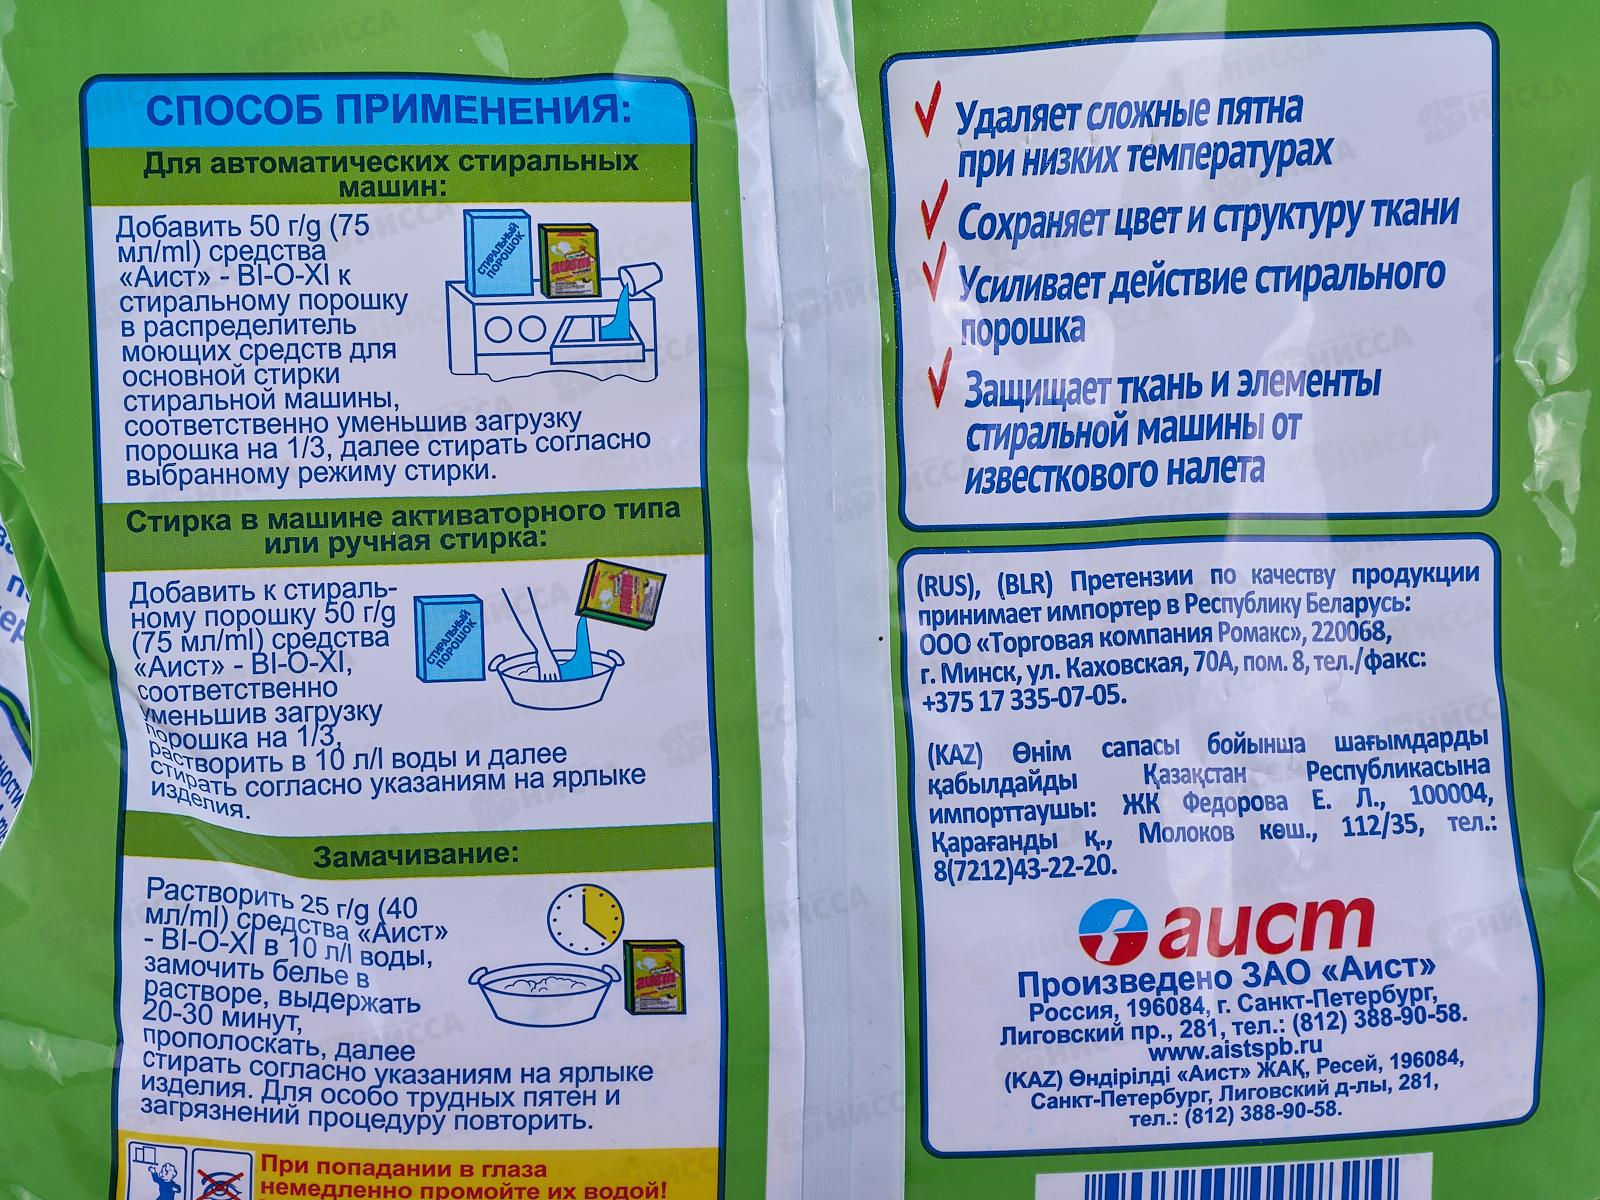 СПОСОБ ПРИМЕНЕНИЯ:
Для автоматических стиральных
машин:
Добавить 50 г/g (75
мл/ml) средства
«Аист» - BI-O-XI к
стиральному порошку
в распределитель
моющих средств для
основной стирки
стиральной машины,
соответственно уменьшив загрузку
порошка на 1/3, далее стирать согласно
выбранному режиму стирки.
СТИРАЛЬНЫЙ
ПОРОШОК
аист
Стирка в машине активаторного типа
или ручная стирка:
Добавить к стираль-
ному порошку 50 г/g
(75 мл/ml) средства
«Аист» - BI-O-XI,
соответственно
уменьшив загрузку
порошка на 1/3,
растворить в 10 л/l воды и далее
стирать согласно указаниям на ярлыке
изделия.
СТИРАЛЬНЫЙ
ПОРОШОК
Замачивание:
Растворить 25 г/g (40
мл/ml) средства «Аист»
- BI-O-XI в 10 л/l воды,
замочить белье в
растворе, выдержать
20-30 минут,
прополоскать, далее
стирать согласно указаниям на ярлыке
изделия. Для особо трудных пятен и
загрязнений процедуру повторить.
аист
При попадании в глаза
немедленно промойте их водой!
Удаляет сложные пятна
при низких температурах
Сохраняет цвет и структуру ткани
Усиливает действие стирального
порошка
Защищает ткань и элементы
стиральной машины от
известкового налета
(RUS), (BLR) Претензии по качеству продукции
принимает импортер в Республику Беларусь:
ООО «Торговая компания Ромакс», 220068,
г. Минск, ул. Каховская, 70А, пом. 8, тел./факс:
+375 17 335-07-05.
(KAZ) Өнім сапасы бойынша шағымдарды
қабылдайды Қазақстан Республикасына
импорттаушы: ЖК Федорова Е. Л., 100004,
Қарағанды қ., Молоков көш., 112/35, тел.:
8(7212)43-22-20.
аист
Произведено ЗАО «Аист»
Россия, 196084, г. Санкт-Петербург,
Лиговский пр., 281, тел.: (812) 388-90-58.
www.aistspb.ru
(KAZ) Өндірілді «Аист» ЖАҚ, Ресей, 196084,
Санкт-Петербург, Лиговский д-лы, 281,
тел.: (812) 388-90-58.
НИССА